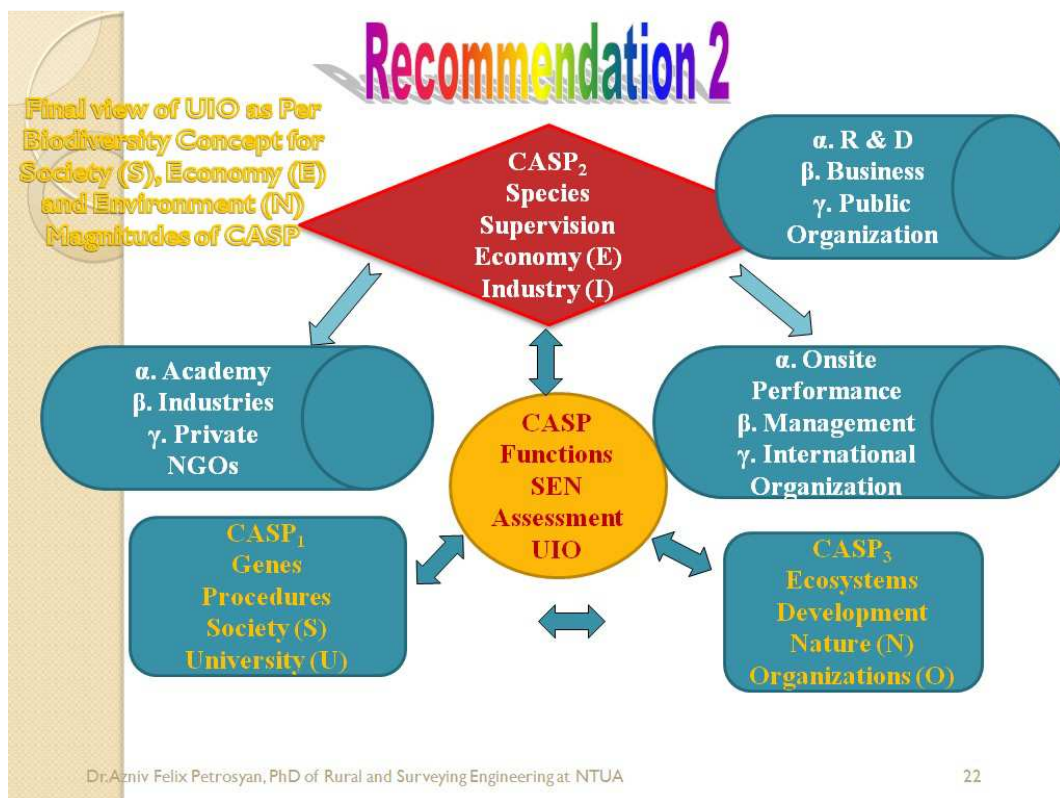 Recommendation 2
Final view of UIO as Per
Biodiversity Concept for
Society (S), Economy (E)
and Environment (N)
Magnitudes of CASP
CASP₂
Species
Supervision
Economy (E)
Industry (I)
α. R & D
β. Business
γ. Public
Organization
α. Academy
β. Industries
γ. Private
NGOs
α. Onsite
Performance
β. Management
γ. International
Organization
CASP
Functions
SEN
Assessment
UIO
CASP₁
Genes
Procedures
Society (S)
University (U)
CASP₃
Ecosystems
Development
Nature (N)
Organizations (O)
Dr.Azniv Felix Petrosyan, PhD of Rural and Surveying Engineering at NTUA
22